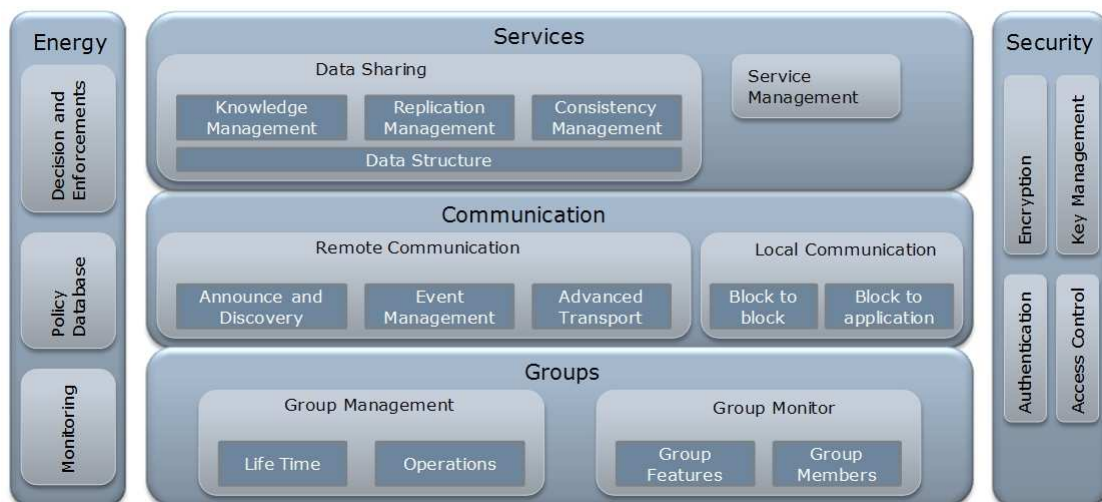 Energy
Decision and
Enforcements
Policy
Database
Monitoring
Services
Data Sharing
Knowledge
Management
Replication
Management
Consistency
Management
Data Structure
Service
Management
Communication
Remote Communication
Announce and
Discovery
Event
Management
Advanced
Transport
Local Communication
Block to
block
Block to
application
Groups
Group Management
Life Time
Operations
Group Monitor
Group
Features
Group
Members
Security
Encryption
Key Management
Authentication
Access Control